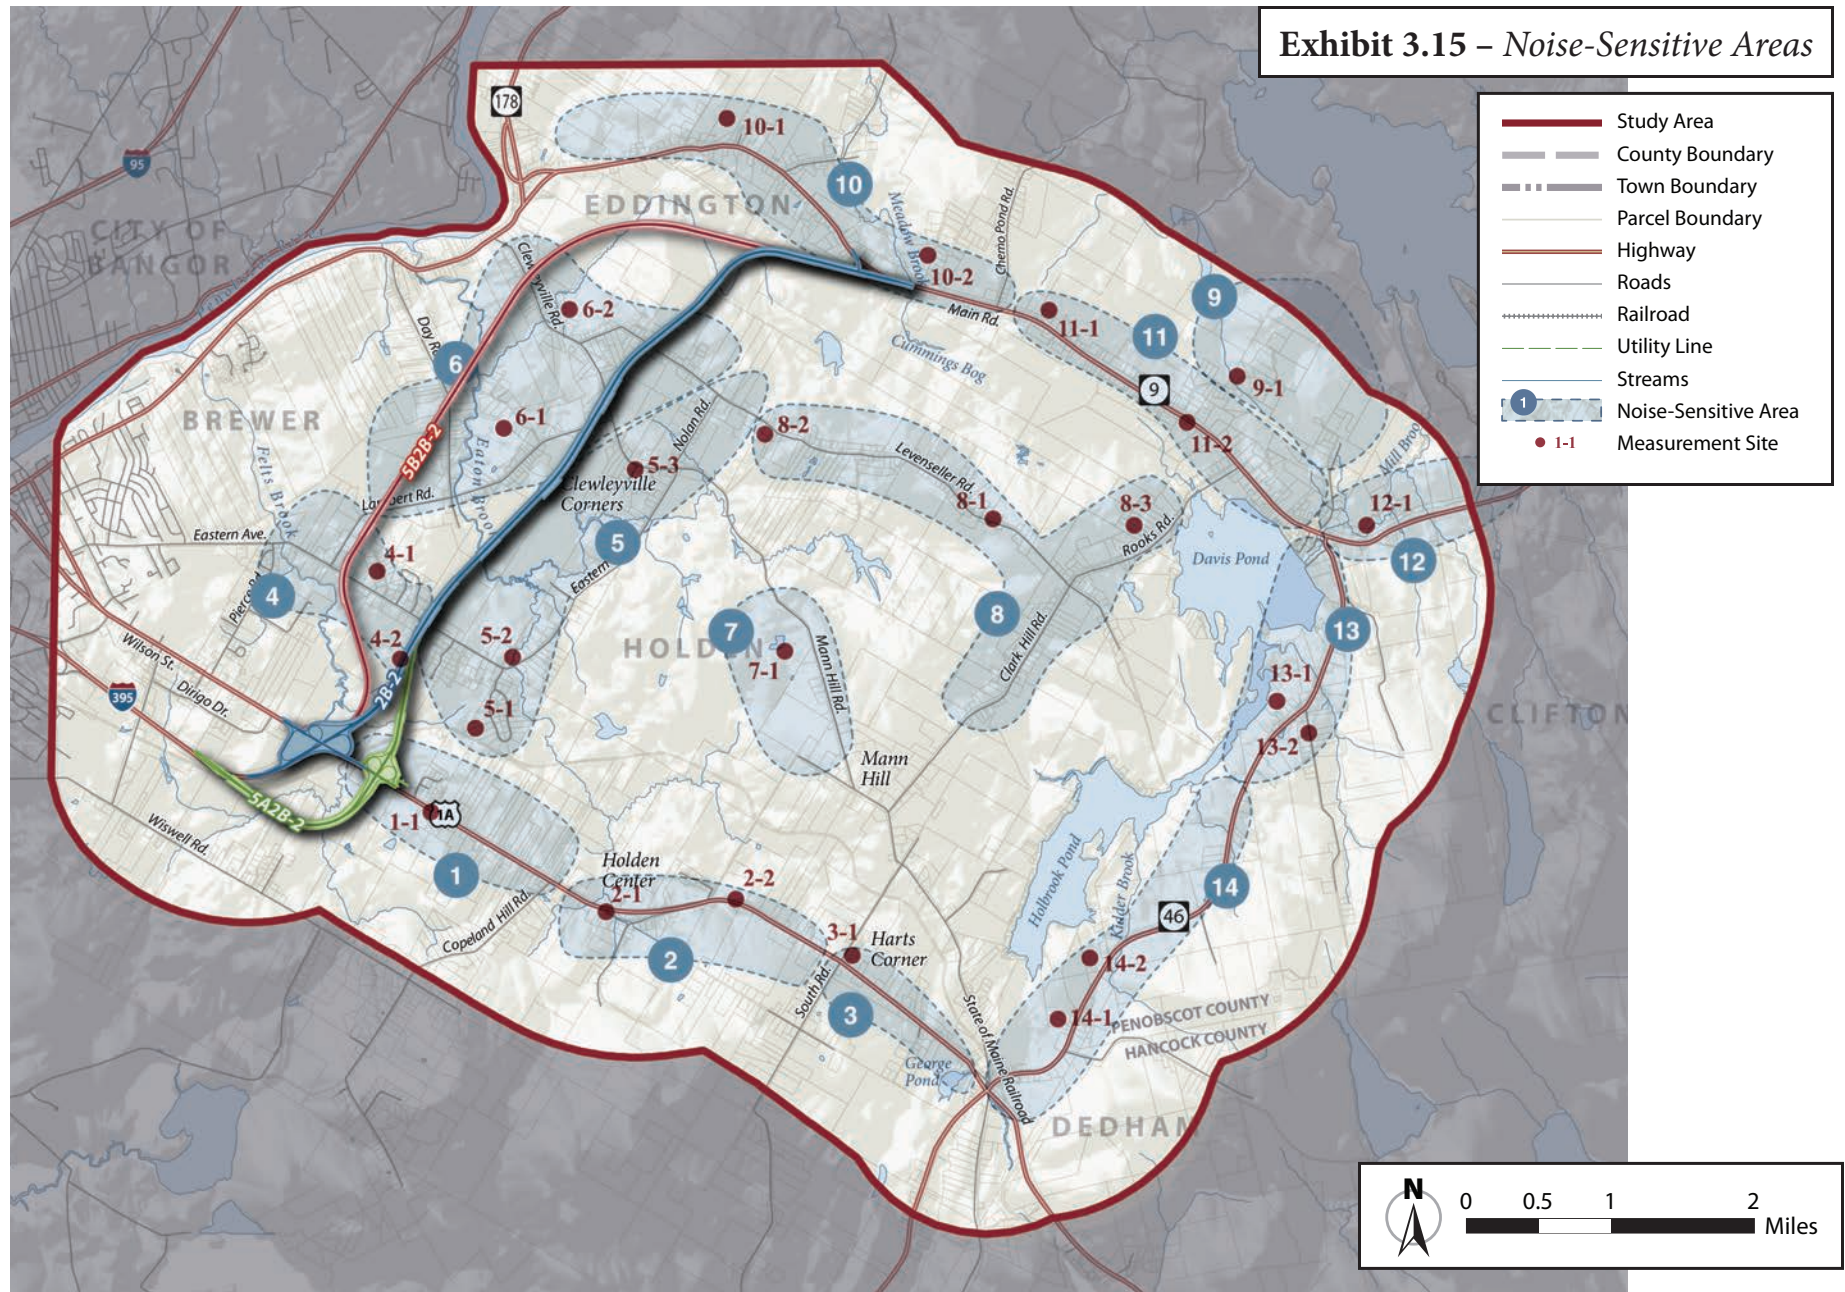 Exhibit 3.15 – Noise-Sensitive Areas
Study Area
County Boundary
Town Boundary
Parcel Boundary
Highway
Roads
Railroad
Utility Line
Streams
1
Noise-Sensitive Area
1-1
Measurement Site
178
95
CITY OF
BANGOR
EDDINGTON
10-1
10
Meadow Brook
Chemo Pond Rd.
10-2
Main Rd.
Clewleyville Rd.
6-2
Day Rd.
6
11-1
11
9
Cummings Bog
9
9-1
BREWER
Felts Brook
5B2B-2
6-1
Eaton Brook
Nolan Rd.
8-2
11-2
Mill Brook
Levenseller Rd.
5-3
Clewleyville
Corners
Lambert Rd.
8-1
8-3
Rooks Rd.
12-1
Eastern Ave.
4-1
5
Eastern
Davis Pond
12
4
Pierce Rd.
8
Clark Hill Rd.
13
7
HOLDEN
7-1
Mann Hill Rd.
Wilson St.
4-2
5-2
2B-2
395
Dirigo Dr.
5-1
13-1
13-2
CLIFTON
Mann
Hill
5A2B-2
1-1
1A
Wiswell Rd.
1
Holden
Center
2-1
2-2
Copeland Hill Rd.
2
3-1
Harts
Corner
South Rd.
3
Holbrook Pond
Kidder Brook
14
46
14-2
14-1
State of Maine Railroad
PENOBSCOT COUNTY
HANCOCK COUNTY
George
Pond
DEDHAM
N
0 0.5 1 2
Miles